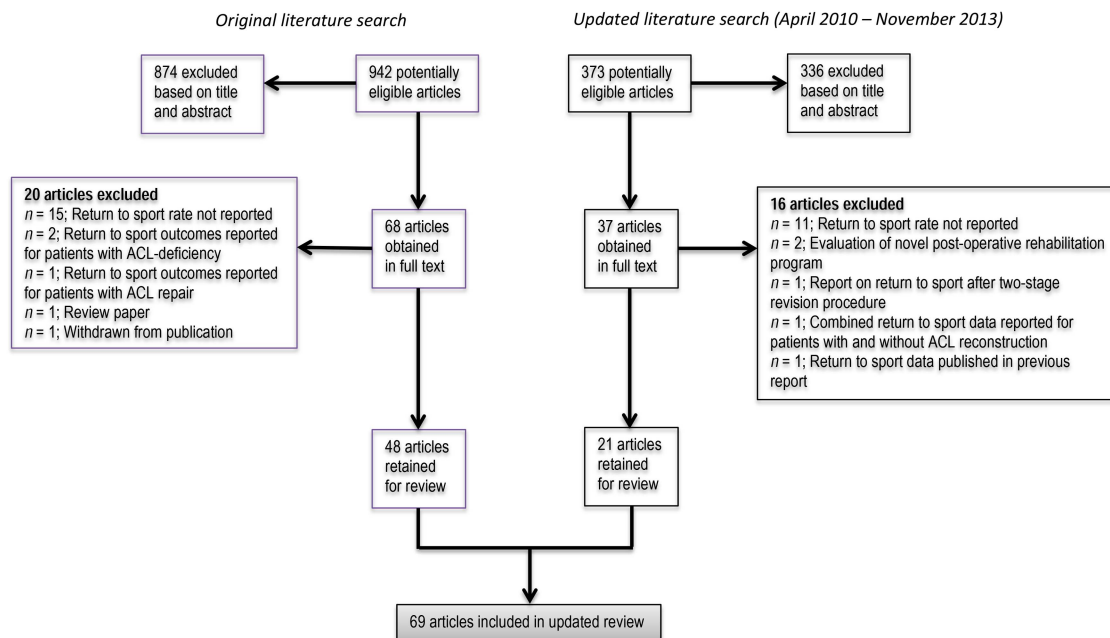 Original literature search
Updated literature search (April 2010 – November 2013)
874 excluded
based on title
and abstract
942 potentially
eligible articles
373 potentially
eligible articles
336 excluded
based on title
and abstract
20 articles excluded
n = 15; Return to sport rate not reported
n = 2; Return to sport outcomes reported
for patients with ACL-deficiency
n = 1; Return to sport outcomes reported
for patients with ACL repair
n = 1; Review paper
n = 1; Withdrawn from publication
68 articles
obtained
in full text
37 articles
obtained
in full text
16 articles excluded
n = 11; Return to sport rate not reported
n = 2; Evaluation of novel post-operative rehabilitation
program
n = 1; Report on return to sport after two-stage
revision procedure
n = 1; Combined return to sport data reported for
patients with and without ACL reconstruction
n = 1; Return to sport data published in previous
report
48 articles
retained
for review
21 articles
retained
for review
69 articles included in updated review